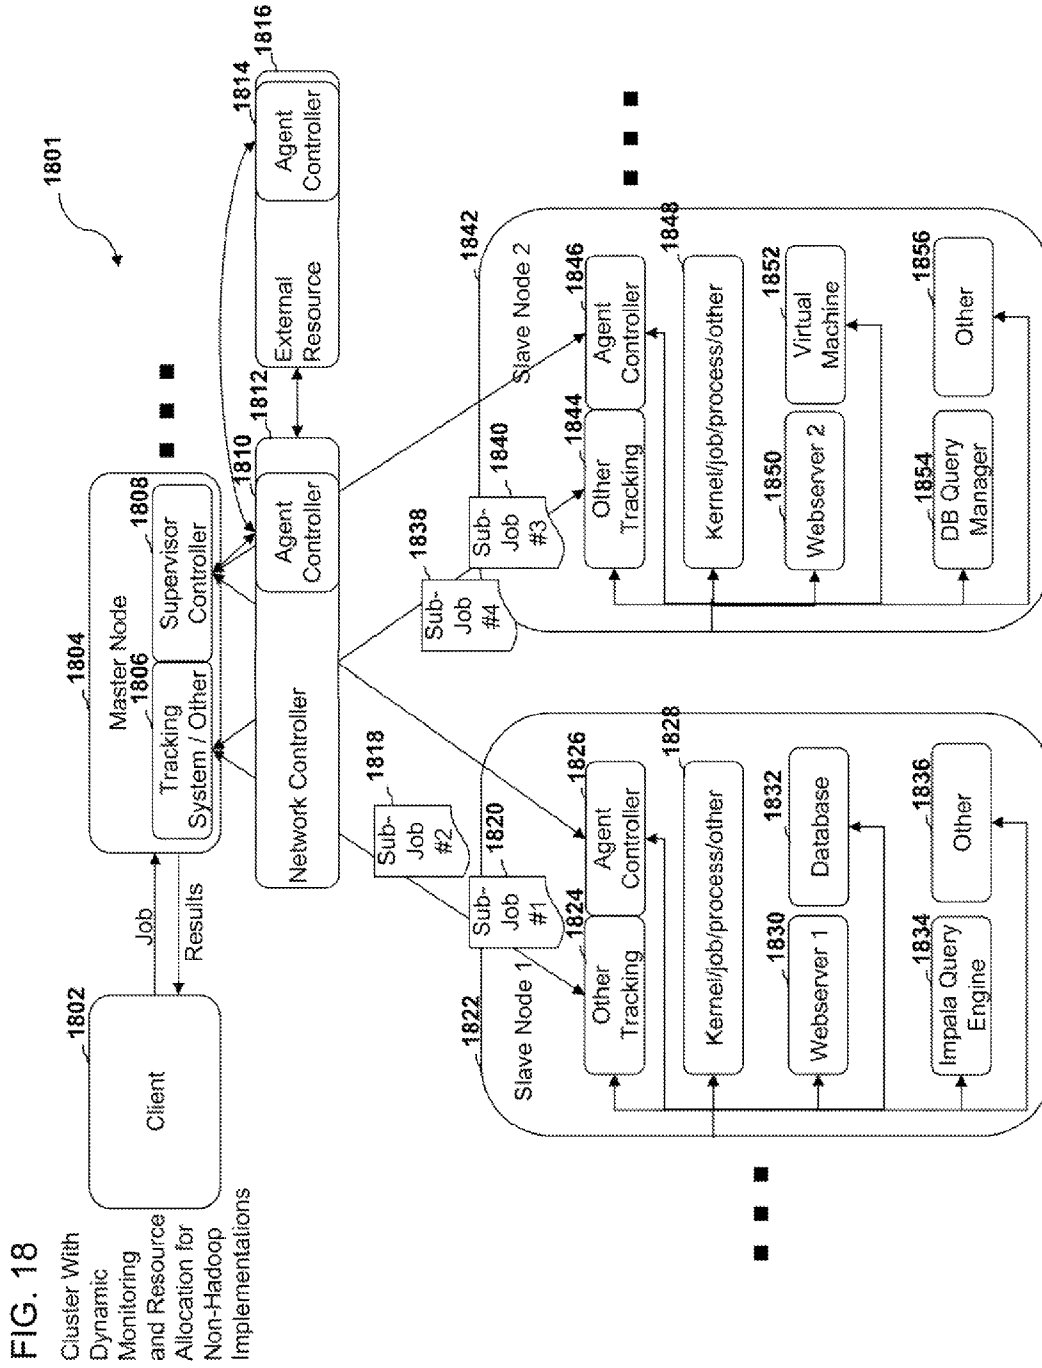 FIG. 18
Cluster With
Dynamic
Monitoring
and Resource
Allocation for
Non-Hadoop
Implementations
1801
1802
Client
Job
Results
1804
Master Node
1806
Tracking
System / Other
1808
Supervisor
Controller
Network Controller
1810
Agent
Controller
1812
External
Resource
1814
Agent
Controller
1816
1818
Sub-
Job
#2
1820
Sub-
Job
#1
1822
Slave Node 1
1824
Other
Tracking
1826
Agent
Controller
1828
Kernel/job/process/other
1830
Webserver 1
1832
Database
1834
Impala Query
Engine
1836
Other
1838
Sub-
Job
#4
1840
Sub-
Job
#3
1842
Slave Node 2
1844
Other
Tracking
1846
Agent
Controller
1848
Kernel/job/process/other
1850
Webserver 2
1852
Virtual
Machine
1854
DB Query
Manager
1856
Other